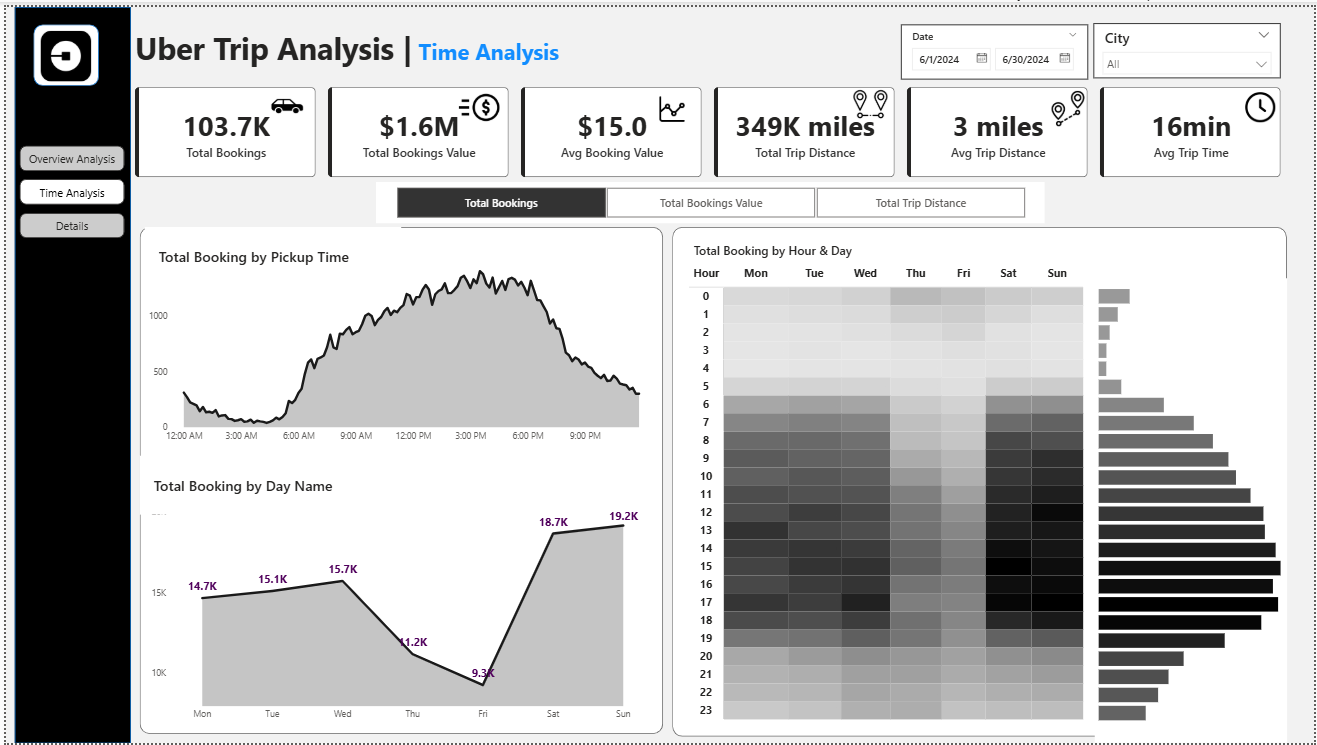 Uber Trip Analysis | Time Analysis
Date
6/1/2024
6/30/2024
City
All
103.7K
Total Bookings
$1.6M
Total Bookings Value
$15.0
Avg Booking Value
349K miles
Total Trip Distance
3 miles
Avg Trip Distance
16min
Avg Trip Time
Overview Analysis
Time Analysis
Details
Total Bookings
Total Bookings Value
Total Trip Distance
Total Booking by Pickup Time
1000
500
0
12:00 AM 3:00 AM 6:00 AM 9:00 AM 12:00 PM 3:00 PM 6:00 PM 9:00 PM
Total Booking by Day Name
15K
10K
14.7K
15.1K
15.7K
11.2K
9.3K
18.7K
19.2K
Mon Tue Wed Thu Fri Sat Sun
Total Booking by Hour & Day
Hour Mon Tue Wed Thu Fri Sat Sun
0
1
2
3
4
5
6
7
8
9
10
11
12
13
14
15
16
17
18
19
20
21
22
23